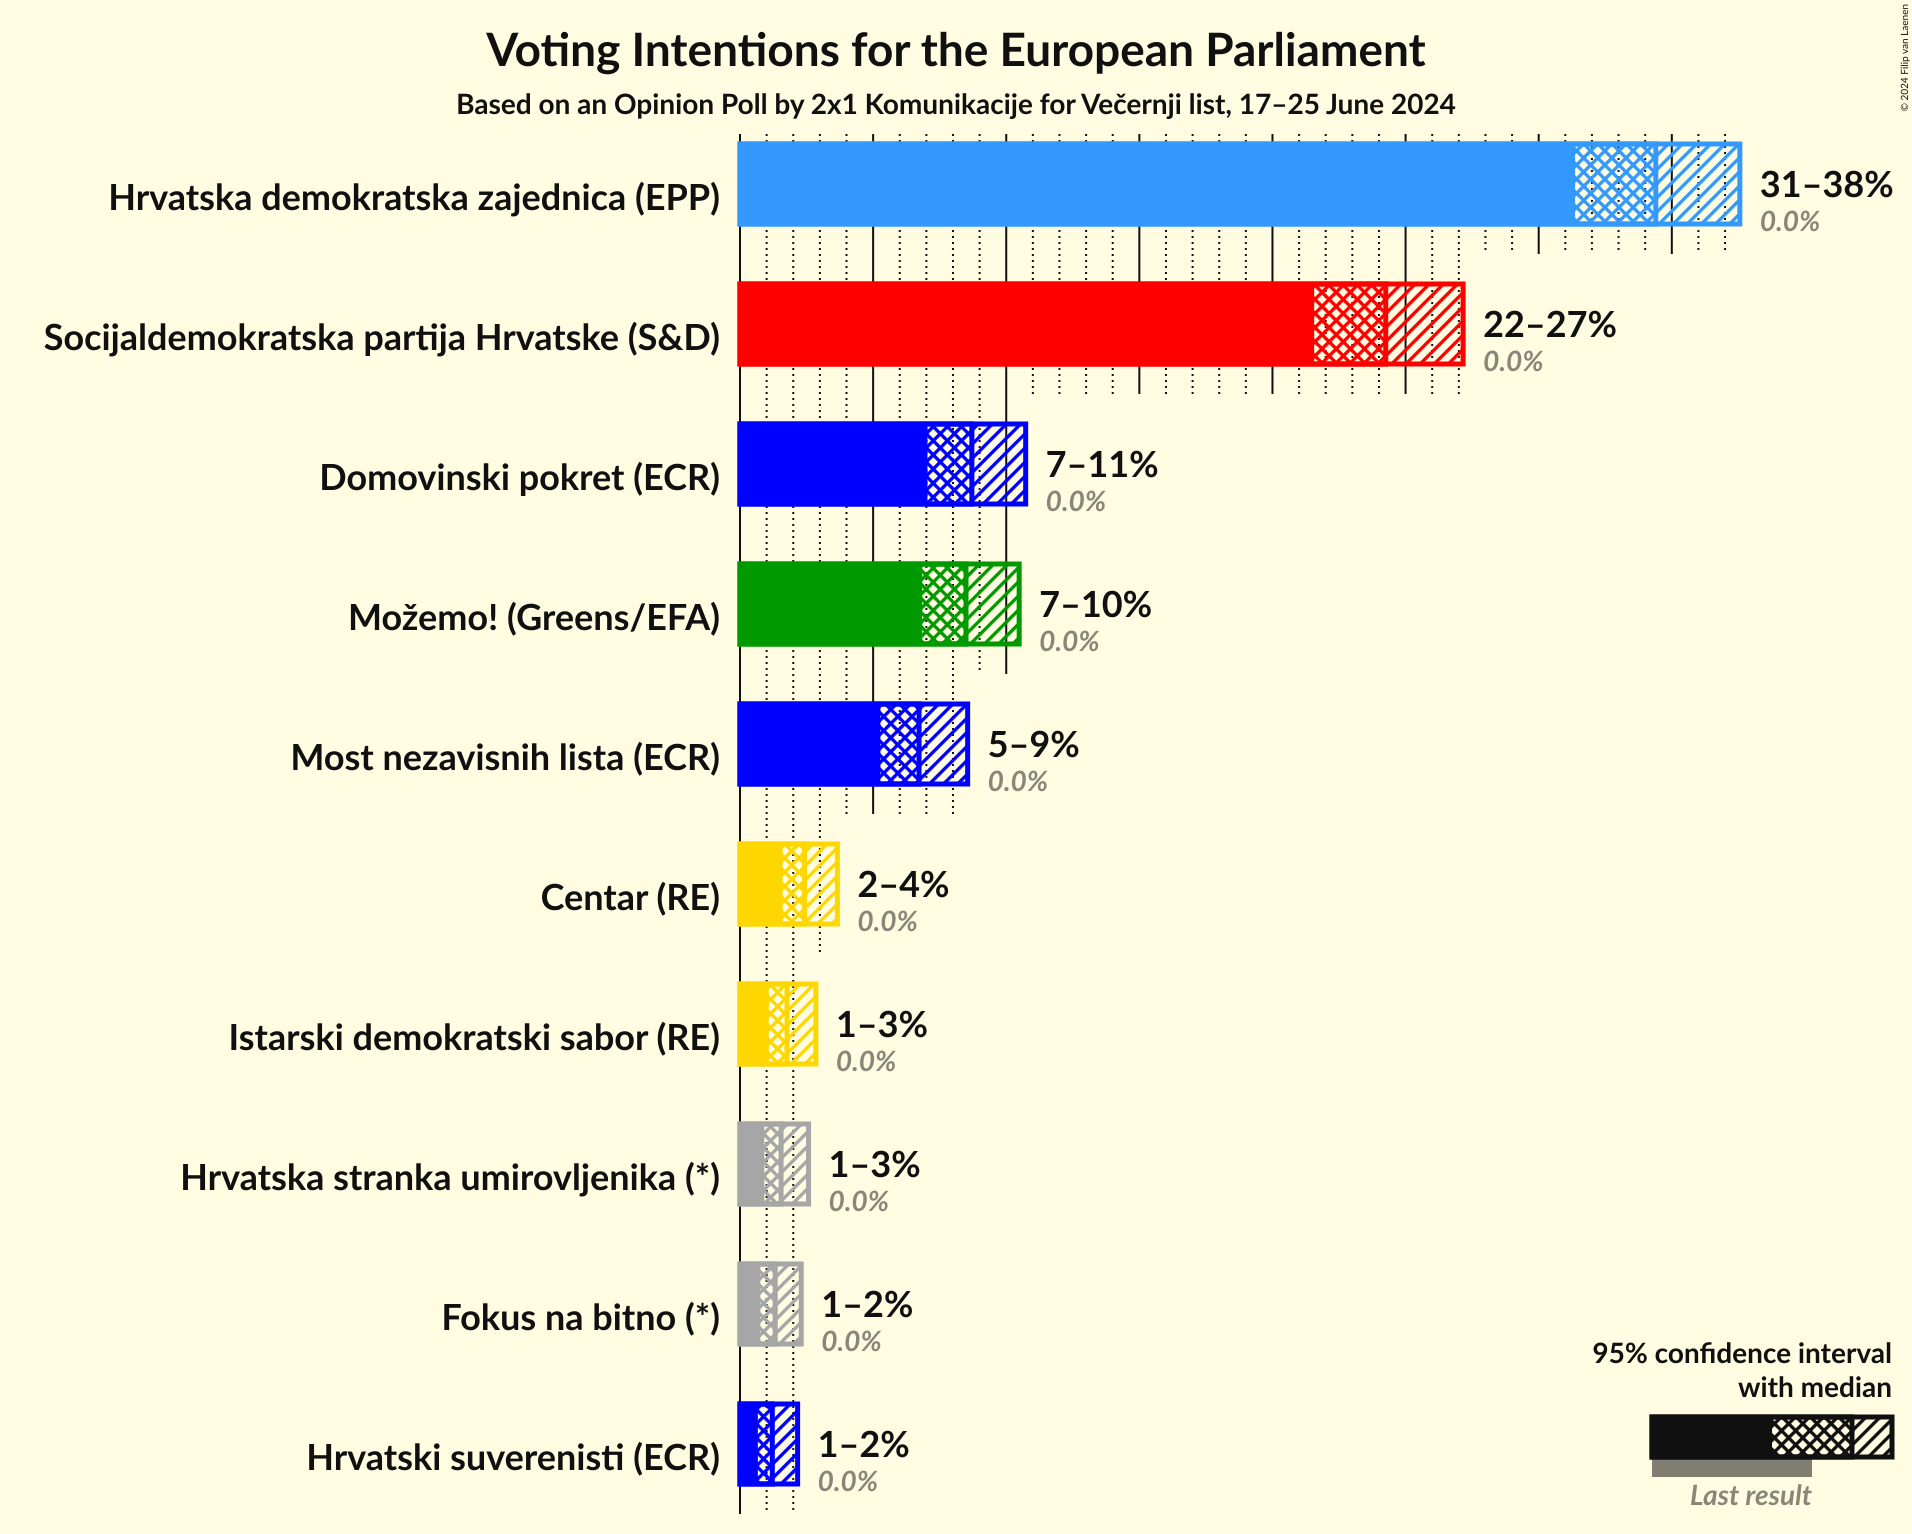 © 2024 Filip van Laenen
Voting Intentions for the European Parliament
Based on an Opinion Poll by 2x1 Komunikacije for Večernji list, 17–25 June 2024
Hrvatska demokratska zajednica (EPP)
31–38%
0.0%
Socijaldemokratska partija Hrvatske (S&D)
22–27%
0.0%
Domovinski pokret (ECR)
7–11%
0.0%
Možemo! (Greens/EFA)
7–10%
0.0%
Most nezavisnih lista (ECR)
5–9%
0.0%
Centar (RE)
2–4%
0.0%
Istarski demokratski sabor (RE)
1–3%
0.0%
Hrvatska stranka umirovljenika (*)
1–3%
0.0%
Fokus na bitno (*)
1–2%
0.0%
Hrvatski suverenisti (ECR)
1–2%
0.0%
95% confidence interval
with median
Last result